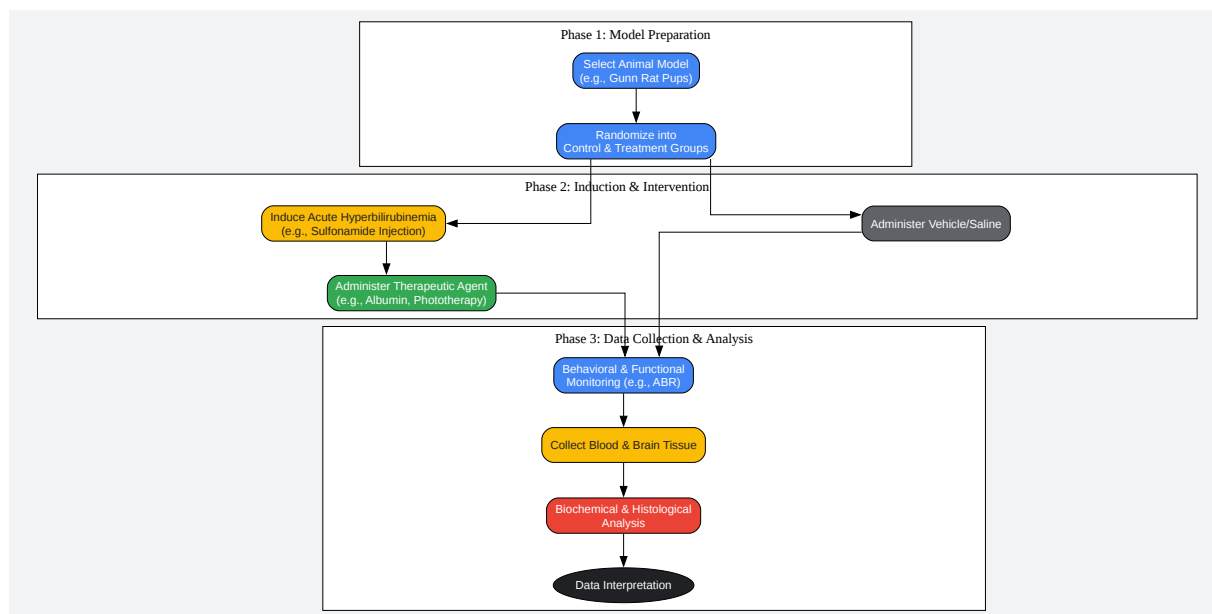 Phase 1: Model Preparation
Select Animal Model
(e.g., Gunn Rat Pups)
Randomize into
Control & Treatment Groups
Phase 2: Induction & Intervention
Induce Acute Hyperbilirubinemia
(e.g., Sulfonamide Injection)
Administer Vehicle/Saline
Administer Therapeutic Agent
(e.g., Albumin, Phototherapy)
Phase 3: Data Collection & Analysis
Behavioral & Functional
Monitoring (e.g., ABR)
Collect Blood & Brain Tissue
Biochemical & Histological
Analysis
Data Interpretation